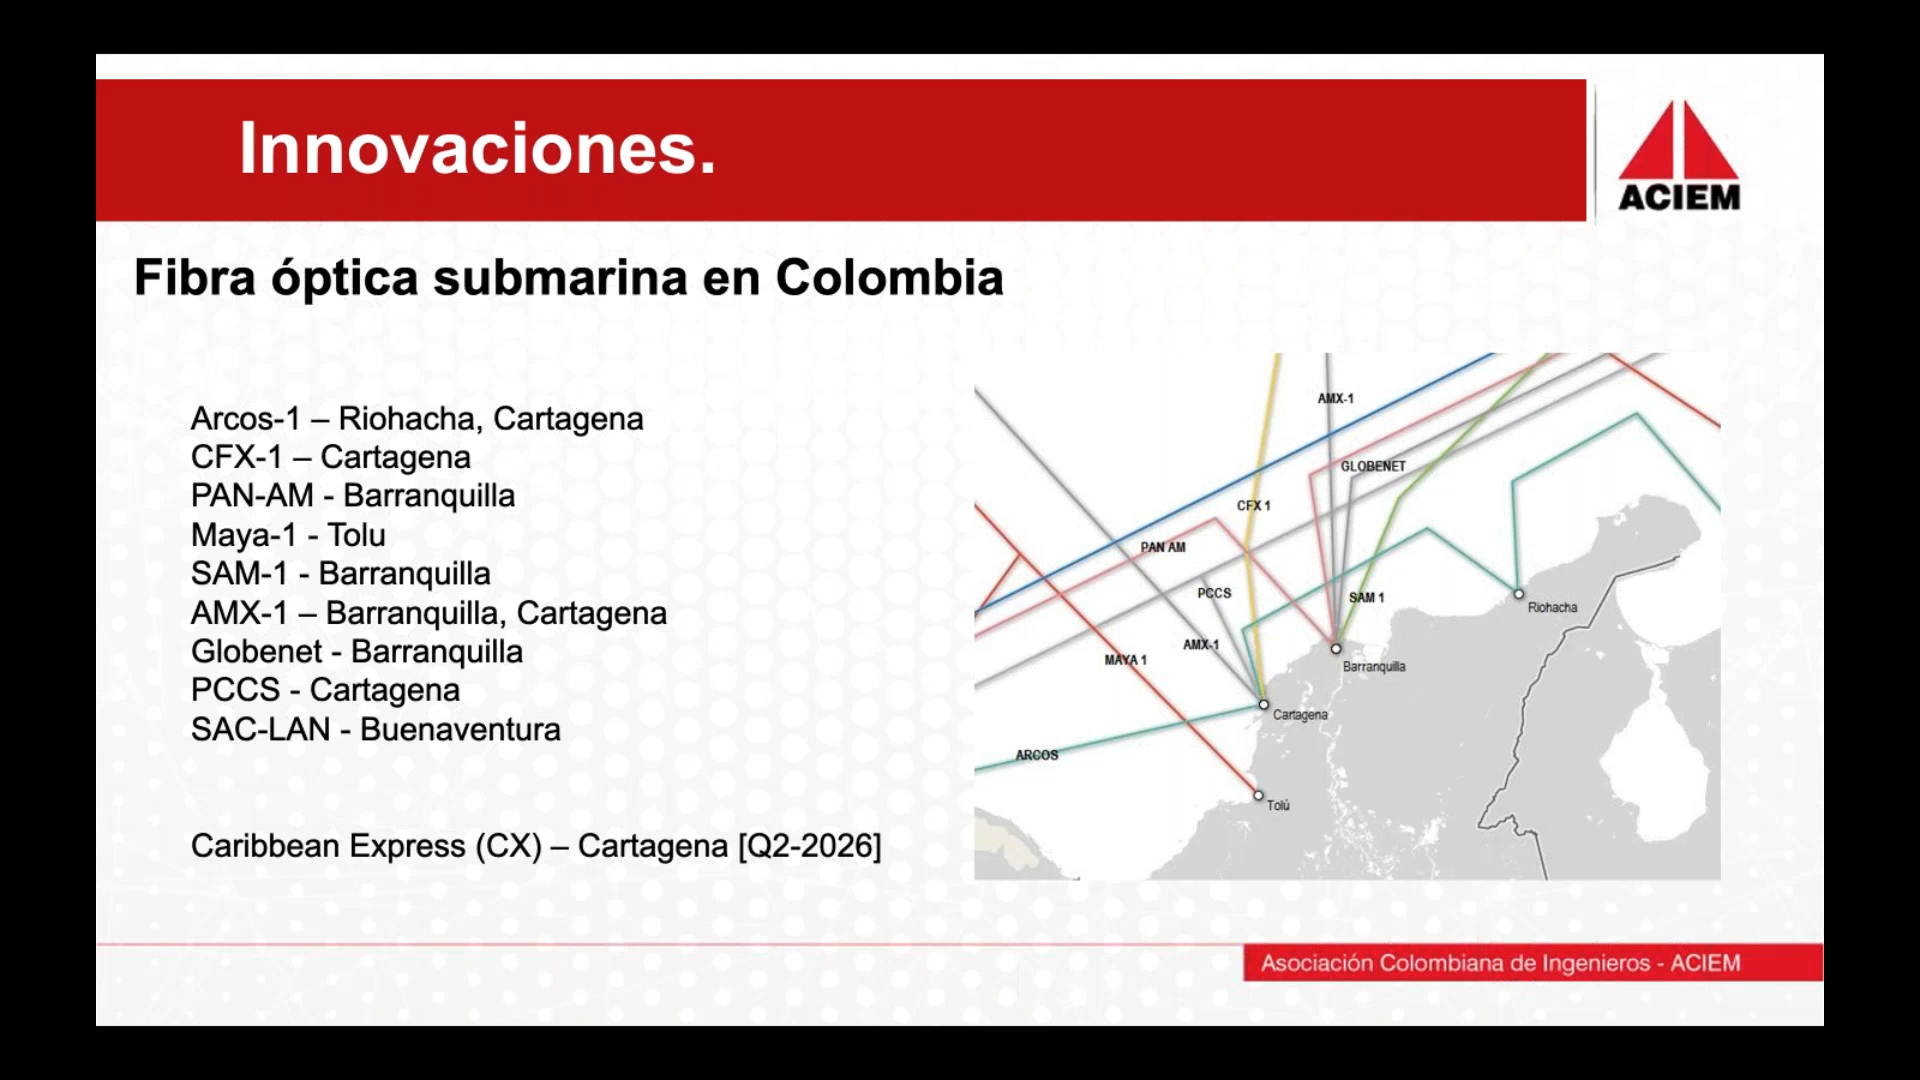 Innovaciones.
ACIEM
Fibra óptica submarina en Colombia
Arcos-1 – Riohacha, Cartagena
CFX-1 – Cartagena
PAN-AM - Barranquilla
Maya-1 - Tolu
SAM-1 - Barranquilla
AMX-1 – Barranquilla, Cartagena
Globenet - Barranquilla
PCCS - Cartagena
SAC-LAN - Buenaventura
Caribbean Express (CX) – Cartagena [Q2-2026]
AMX-1
GLOBENET
CFX 1
PAN AM
PCCS
SAM 1
Riohacha
AMX-1
MAYA 1
Barranquilla
Cartagena
ARCOS
Tolú
Asociación Colombiana de Ingenieros - ACIEM